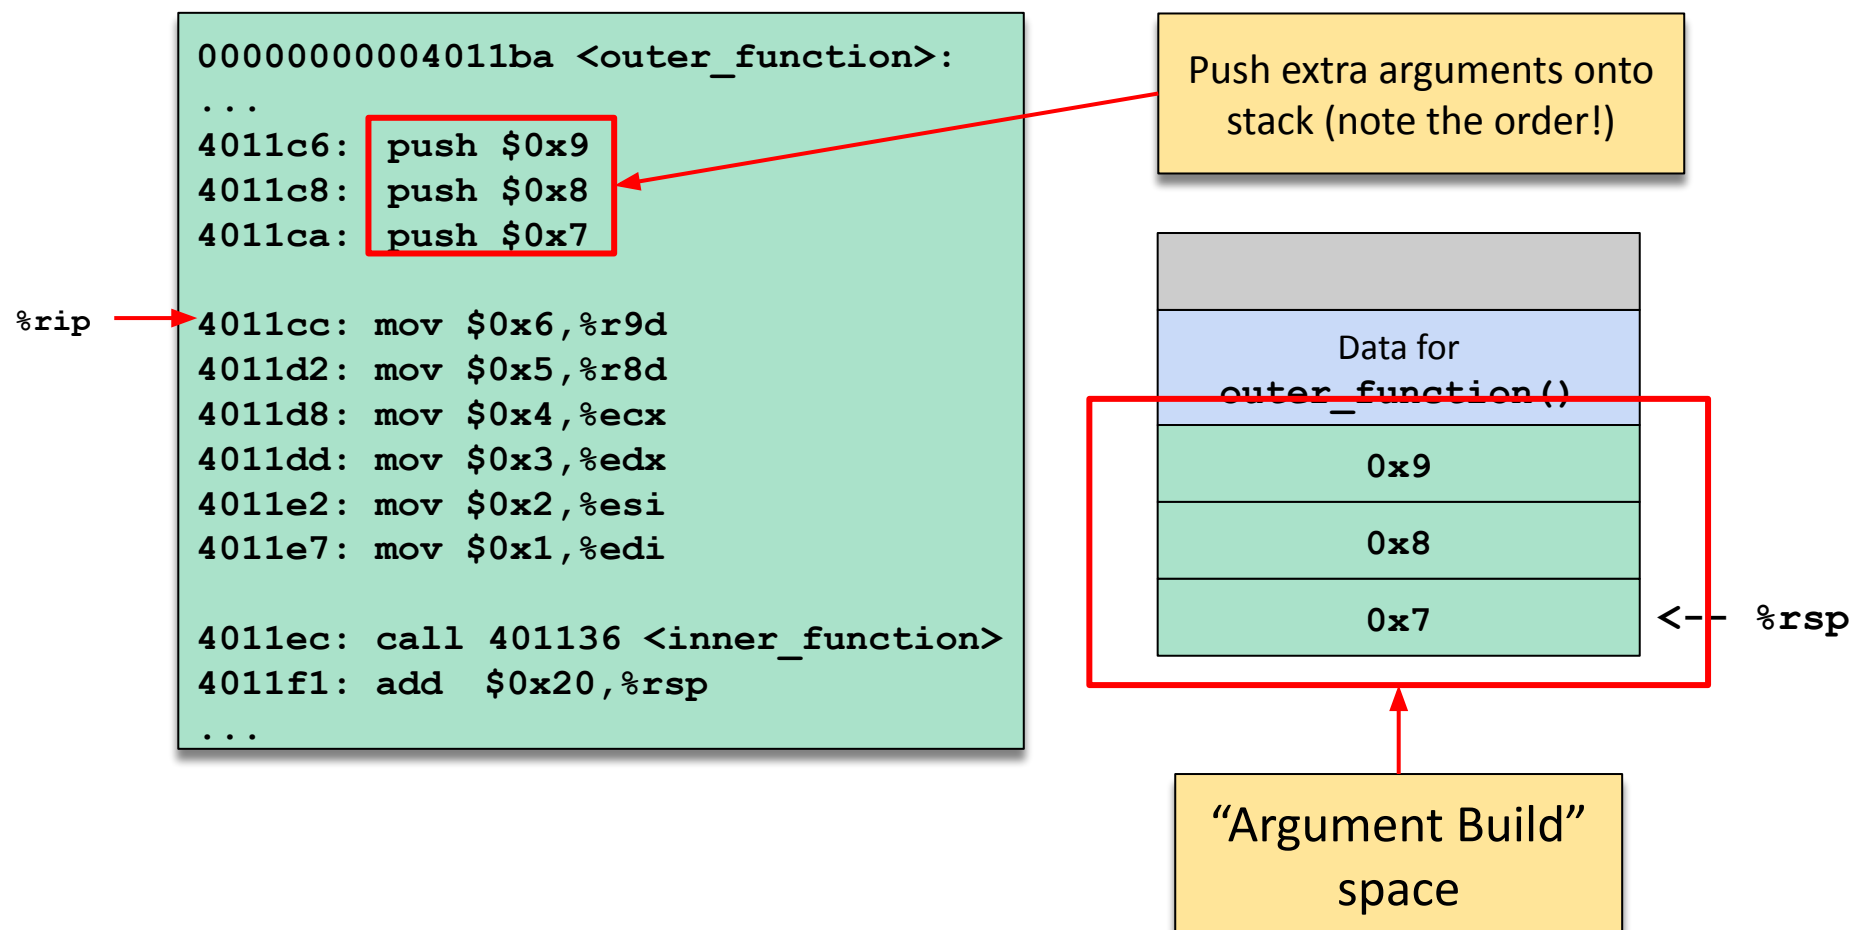 00000000004011ba <outer_function>:
...
4011c6: push $0x9
4011c8: push $0x8
4011ca: push $0x7
%rip
4011cc: mov $0x6,%r9d
4011d2: mov $0x5,%r8d
4011d8: mov $0x4,%ecx
4011dd: mov $0x3,%edx
4011e2: mov $0x2,%esi
4011e7: mov $0x1,%edi
4011ec: call 401136 <inner_function>
4011f1: add $0x20,%rsp
...
Push extra arguments onto
stack (note the order!)
Data for
outer_function()
0x9
0x8
0x7
<-- %rsp
“Argument Build”
space